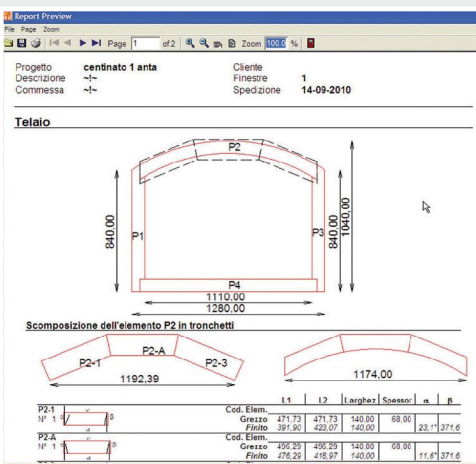 Report Preview
File Page Zoom
Page 1 of 2 Zoom 100.0 %
Progetto centinato 1 anta Cliente
Descrizione ~!~ Finestre 1
Commessa ~!~ Spedizione 14-09-2010
Telaio
P2
840,00
P1
P3
840,00
1040,00
P4
1110,00
1280,00
Scomposizione dell'elemento P2 in tronchetti
P2-1 P2-A P2-3
1192,39
1174,00
L1 L2 Larghez Spessor α β
P2-1 Cod. Elem.
N° 1 Grezzo 471,73 471,73 140,00 68,00
Finito 391,90 423,07 140,00 23,1° 371,6
P2-A Cod. Elem.
N° 1 Grezzo 496,29 496,29 140,00 68,00
Finito 476,29 418,97 140,00 11,6° 371,6